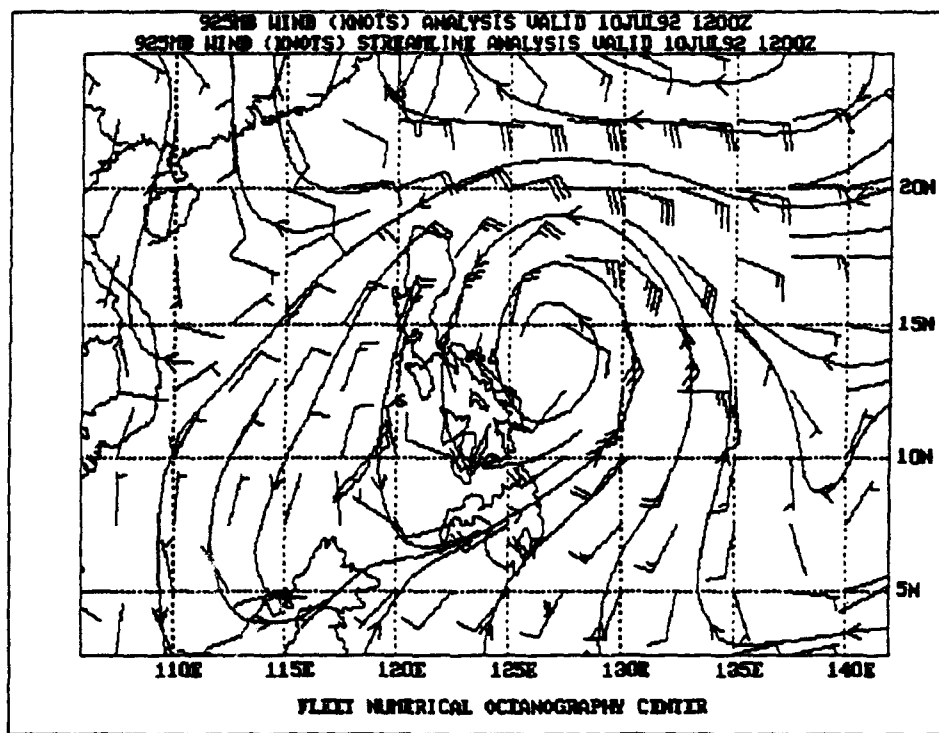 925MB WIND (KNOTS) ANALYSIS VALID 10JUL92 1200Z
925MB WIND (KNOTS) STREAMLINE ANALYSIS VALID 10JUL92 1200Z
20N
15N
10N
5N
110E 115E 120E 125E 130E 135E 140E
FLEET NUMERICAL OCEANOGRAPHY CENTER